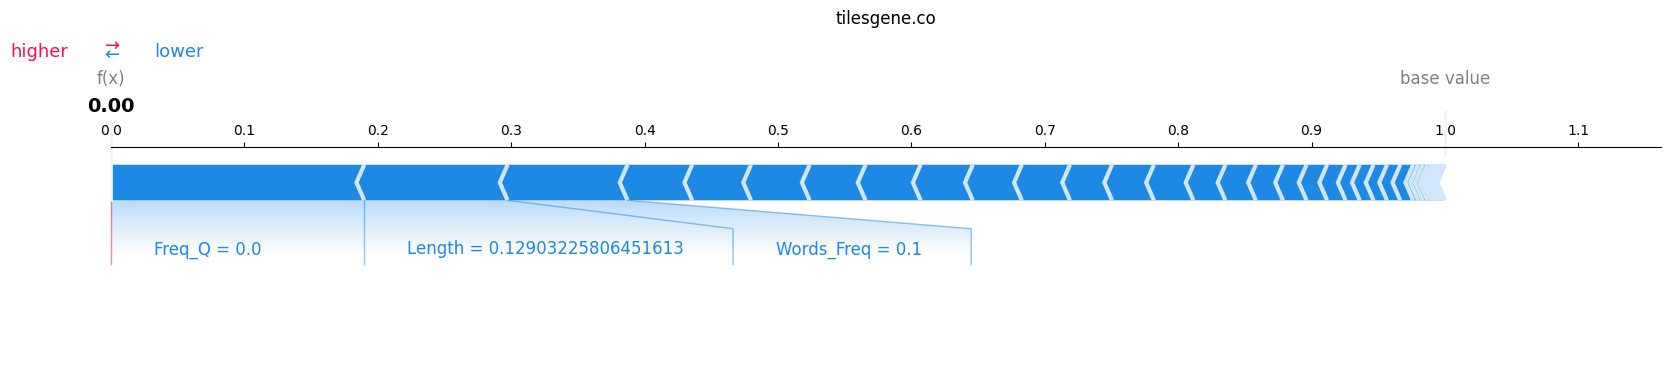 tilesgene.co
higher ⇄ lower
f(x) base value
0.00
0.0 0.1 0.2 0.3 0.4 0.5 0.6 0.7 0.8 0.9 1.0 1.1
Freq_Q = 0.0 Length = 0.12903225806451613 Words_Freq = 0.1